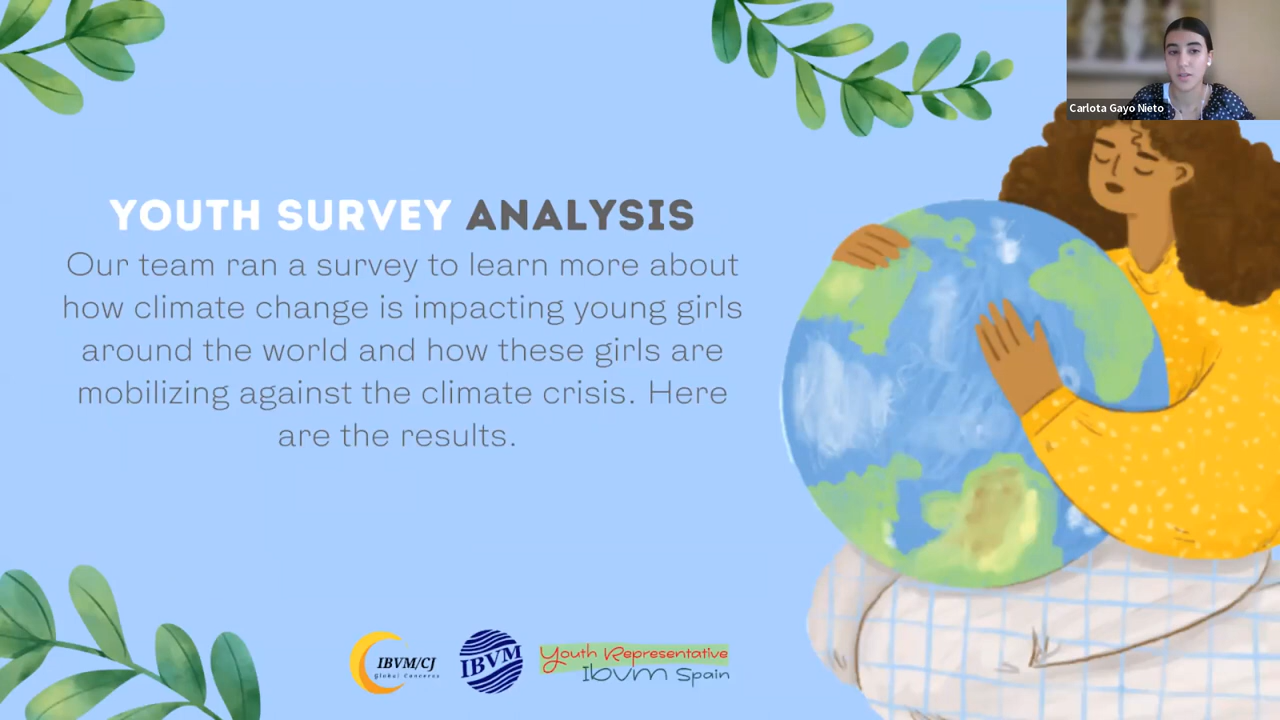 Carlota Gayo Nieto
YOUTH SURVEY ANALYSIS
Our team ran a survey to learn more about
how climate change is impacting young girls
around the world and how these girls are
mobilizing against the climate crisis. Here
are the results.
IBVM/CJ
Global Concerns
IBVM
Youth Representative
Ibvm Spain